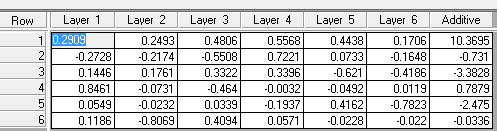 Row Layer 1 Layer 2 Layer 3 Layer 4 Layer 5 Layer 6 Additive
1 0.2909 0.2493 0.4806 0.5568 0.4438 0.1706 10.3695
2 -0.2728 -0.2174 -0.5508 0.7221 0.0733 -0.1648 -0.731
3 0.1446 0.1761 0.3322 0.3396 -0.621 -0.4186 -3.3828
4 0.8461 -0.0731 -0.464 -0.0032 -0.0492 0.0119 0.7879
5 0.0549 -0.0232 0.0339 -0.1937 0.4162 -0.7823 -2.475
6 0.1186 -0.8069 0.4094 0.0571 -0.0228 -0.022 -0.0336